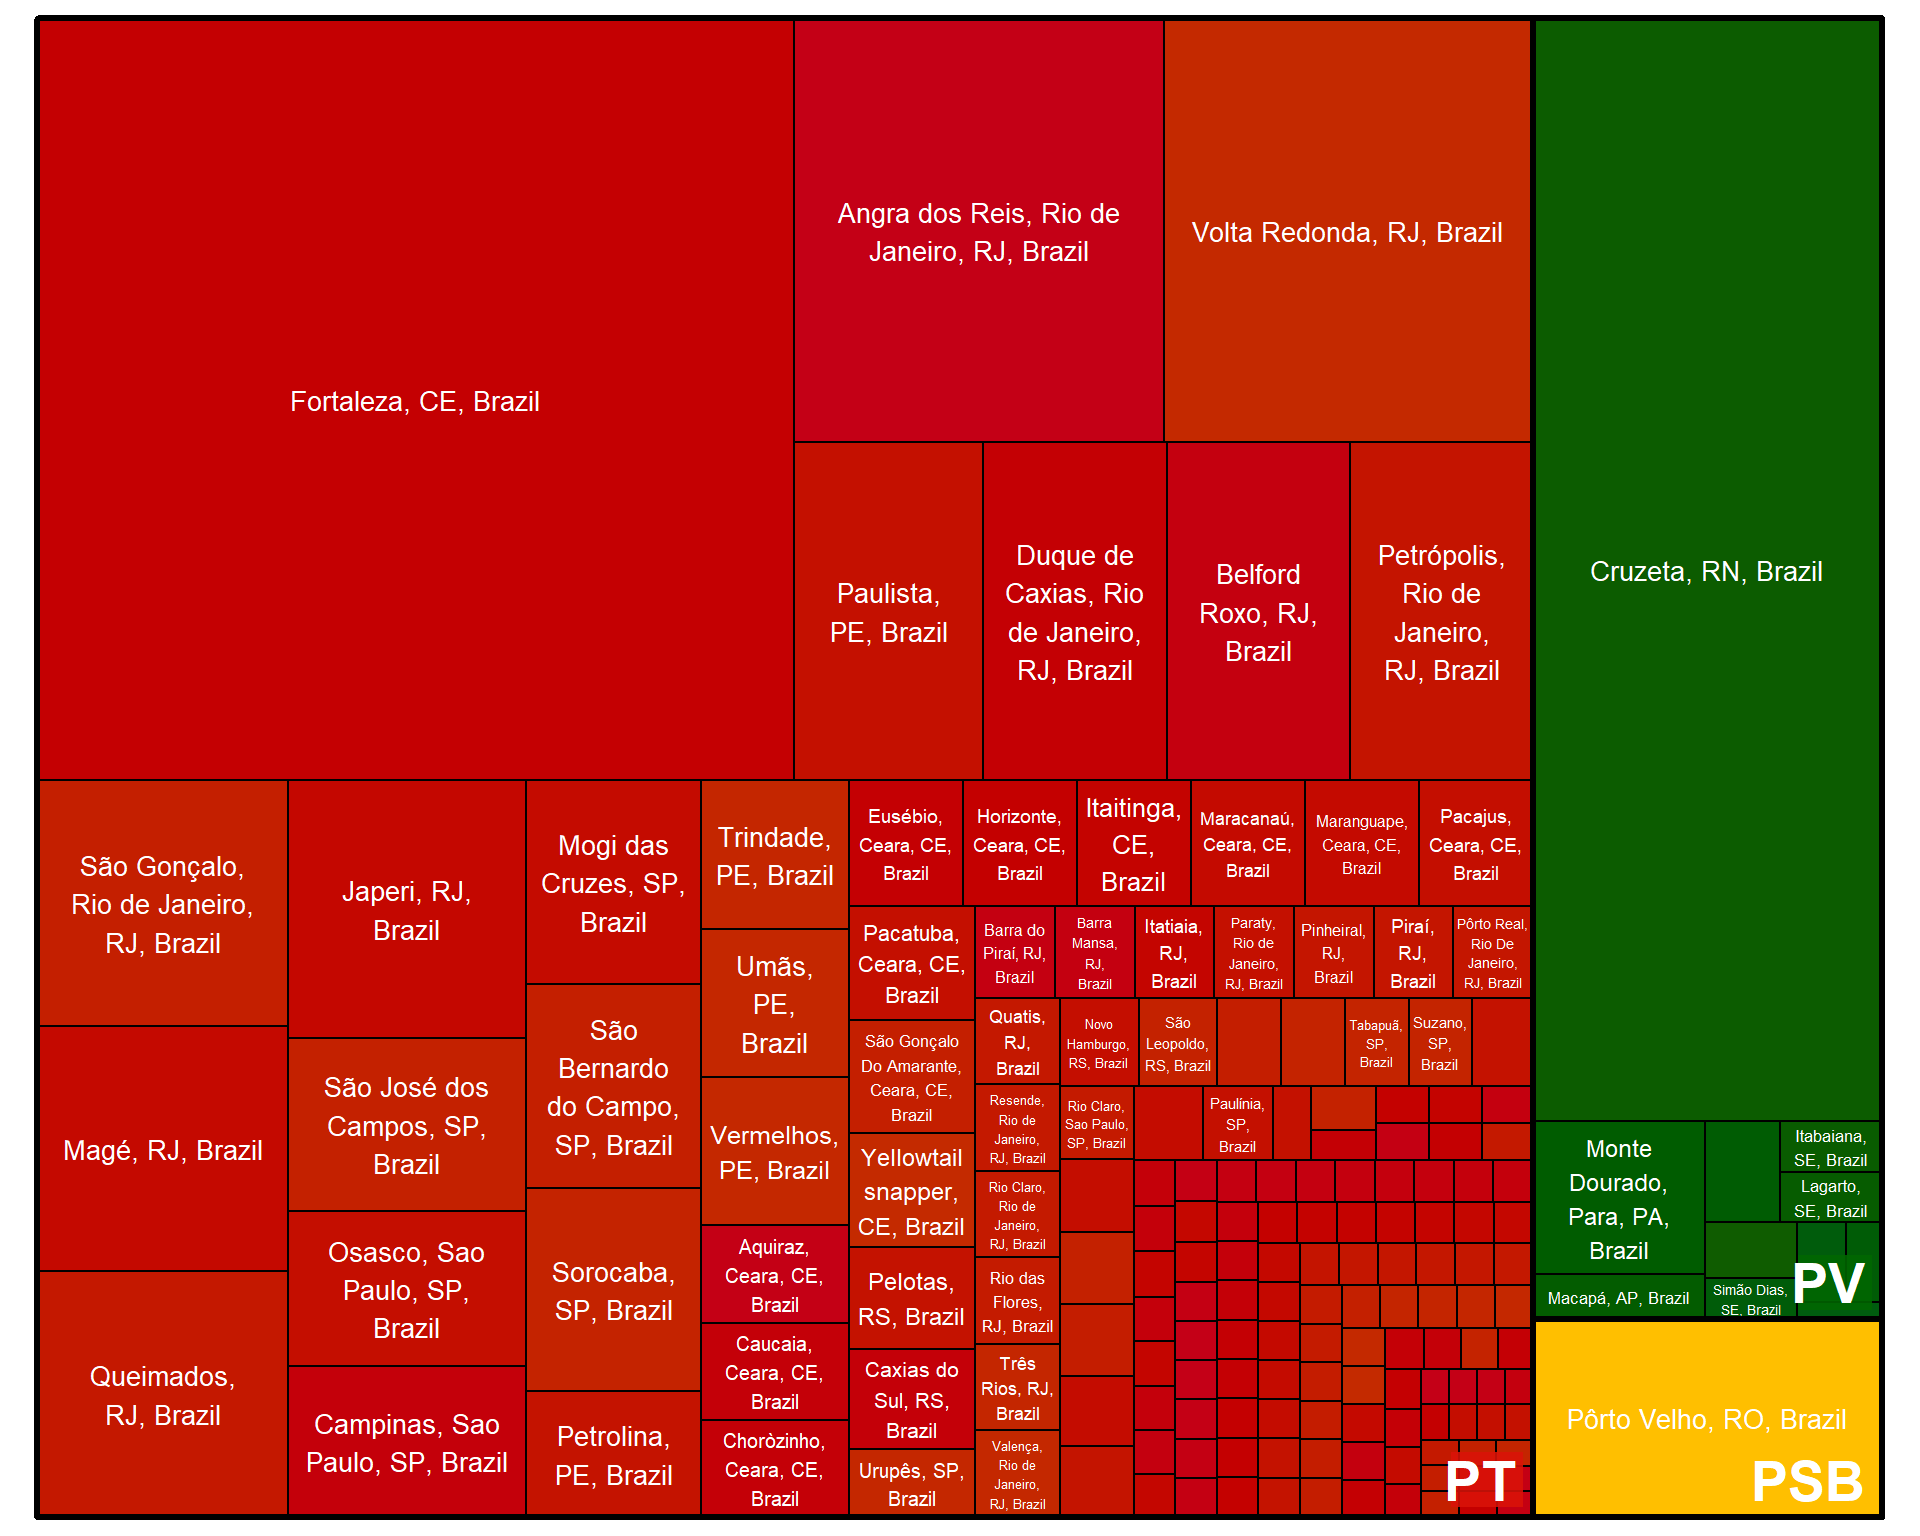 Fortaleza, CE, Brazil
Angra dos Reis, Rio de
Janeiro, RJ, Brazil
Volta Redonda, RJ, Brazil
Paulista,
PE, Brazil
Duque de
Caxias, Rio
de Janeiro,
RJ, Brazil
Belford
Roxo, RJ,
Brazil
Petrópolis,
Rio de
Janeiro,
RJ, Brazil
São Gonçalo,
Rio de Janeiro,
RJ, Brazil
Magé, RJ, Brazil
Queimados,
RJ, Brazil
Japeri, RJ,
Brazil
São José dos
Campos, SP,
Brazil
Osasco, Sao
Paulo, SP,
Brazil
Campinas, Sao
Paulo, SP, Brazil
Mogi das
Cruzes, SP,
Brazil
São
Bernardo
do Campo,
SP, Brazil
Sorocaba,
SP, Brazil
Petrolina,
PE, Brazil
Trindade,
PE, Brazil
Umãs,
PE,
Brazil
Vermelhos,
PE, Brazil
Aquiraz,
Ceara, CE,
Brazil
Caucaia,
Ceara, CE,
Brazil
Choròzinho,
Ceara, CE,
Brazil
Eusébio,
Ceara, CE,
Brazil
Horizonte,
Ceara, CE,
Brazil
Itaitinga,
CE,
Brazil
Maracanaú,
Ceara, CE,
Brazil
Maranguape,
Ceara, CE,
Brazil
Pacajus,
Ceara, CE,
Brazil
Pacatuba,
Ceara, CE,
Brazil
São Gonçalo
Do Amarante,
Ceara, CE,
Brazil
Yellowtail
snapper,
CE, Brazil
Pelotas,
RS, Brazil
Caxias do
Sul, RS,
Brazil
Urupês, SP,
Brazil
Barra do
Piraí, RJ,
Brazil
Barra
Mansa,
RJ,
Brazil
Itatiaia,
RJ,
Brazil
Paraty,
Rio de
Janeiro,
RJ, Brazil
Pinheiral,
RJ,
Brazil
Piraí,
RJ,
Brazil
Pôrto Real,
Rio De
Janeiro,
RJ, Brazil
Quatis,
RJ,
Brazil
Resende,
Rio de
Janeiro,
RJ, Brazil
Rio Claro,
Rio de
Janeiro,
RJ, Brazil
Rio das
Flores,
RJ, Brazil
Três
Rios, RJ,
Brazil
Valença,
Rio de
Janeiro,
RJ, Brazil
Novo
Hamburgo,
RS, Brazil
São
Leopoldo,
RS, Brazil
Tabapuã,
SP,
Brazil
Suzano,
SP,
Brazil
Rio Claro,
Sao Paulo,
SP, Brazil
Paulínia,
SP,
Brazil
PT
Cruzeta, RN, Brazil
Monte
Dourado,
Para, PA,
Brazil
Macapá, AP, Brazil
Itabaiana,
SE, Brazil
Lagarto,
SE, Brazil
Simão Dias,
SE, Brazil
PV
Pôrto Velho, RO, Brazil
PSB